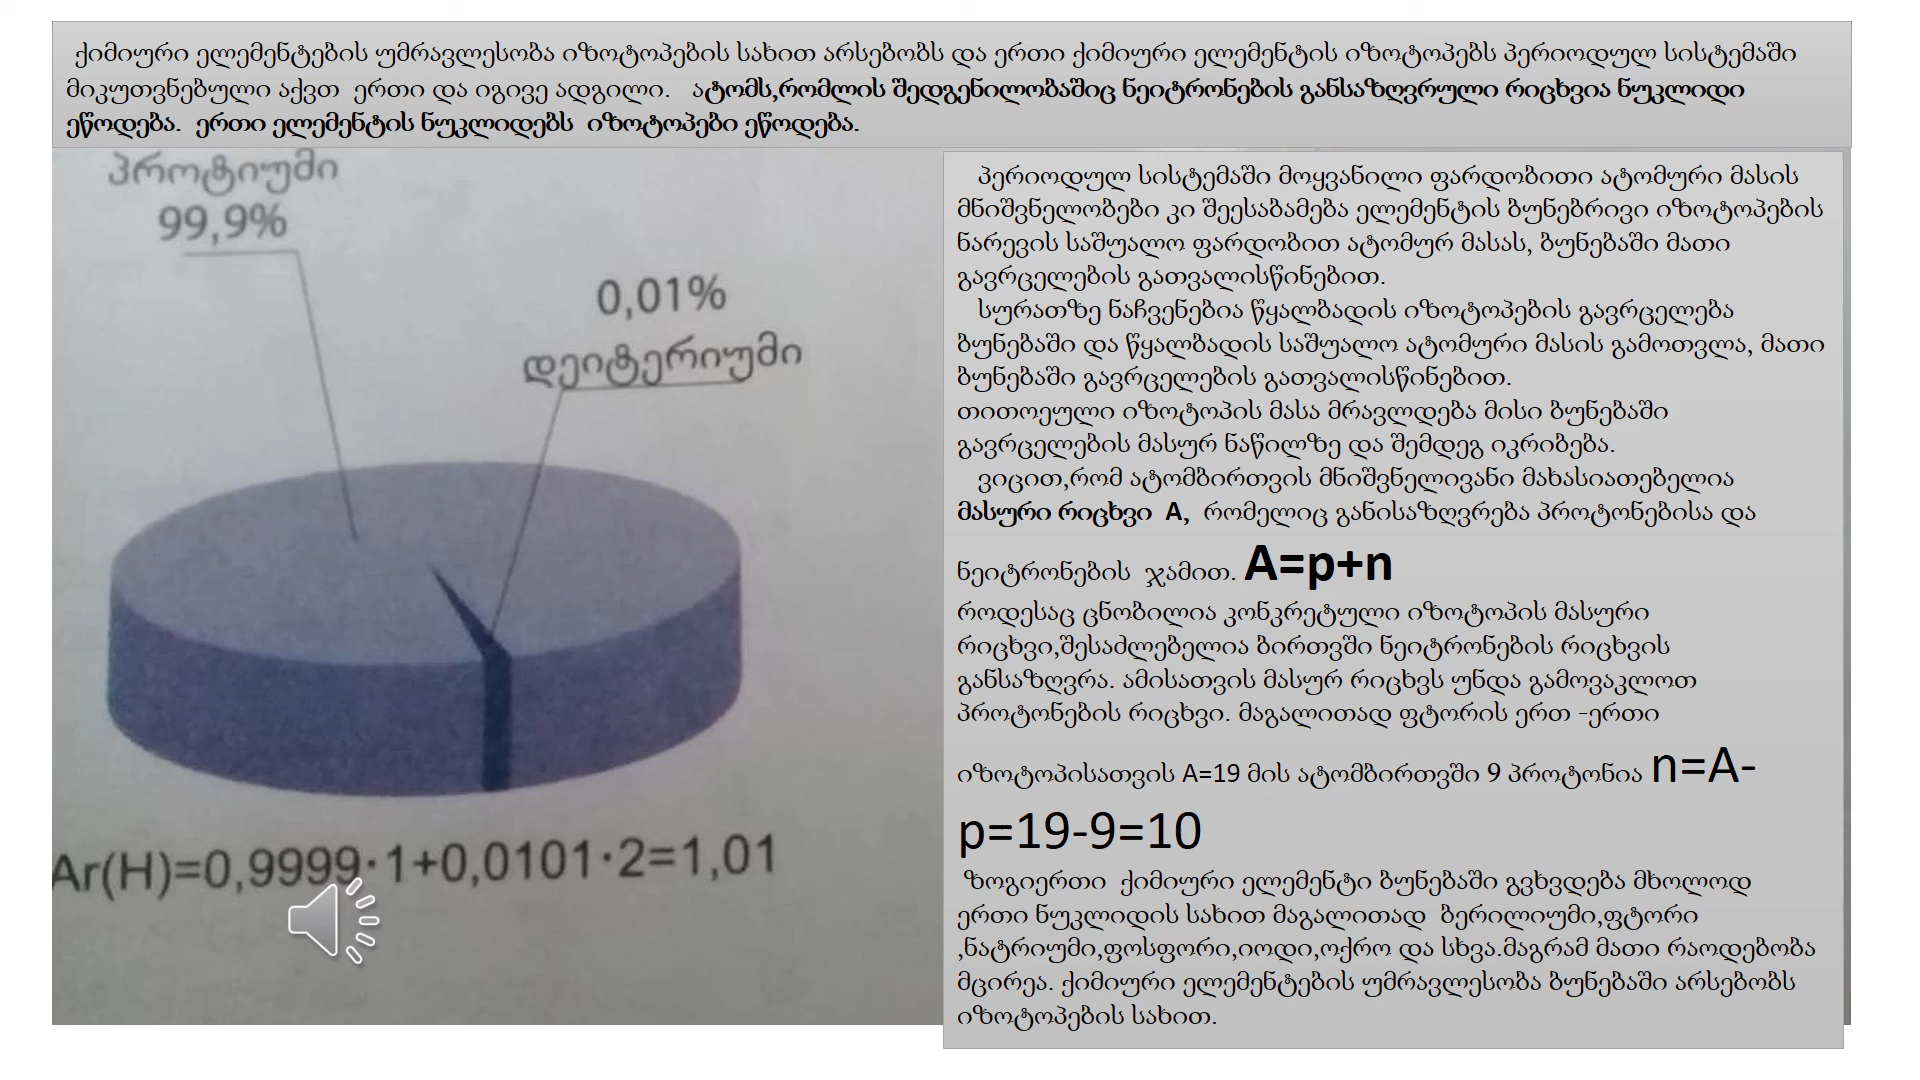 ქიმიური ელემენტების უმრავლესობა იზოტოპების სახით არსებობს და ერთი ქიმიური ელემენტის იზოტოპებს პერიოდულ სისტემაში
მიკუთვნებული აქვთ ერთი და იგივე ადგილი. ატომს,რომლის შედგენილობაშიც ნეიტრონების განსაზღვრული რიცხვია ნუკლიდი
ეწოდება. ერთი ელემენტის ნუკლიდებს იზოტოპები ეწოდება.
პროტიუმი
99,9%
0,01%
დეიტერიუმი
Ar(H)=0,9999·1+0,0101·2=1,01
პერიოდულ სისტემაში მოყვანილი ფარდობითი ატომური მასის
მნიშვნელობები კი შეესაბამება ელემენტის ბუნებრივი იზოტოპების
ნარევის საშუალო ფარდობით ატომურ მასას, ბუნებაში მათი
გავრცელების გათვალისწინებით.
სურათზე ნაჩვენებია წყალბადის იზოტოპების გავრცელება
ბუნებაში და წყალბადის საშუალო ატომური მასის გამოთვლა, მათი
ბუნებაში გავრცელების გათვალისწინებით.
თითოეული იზოტოპის მასა მრავლდება მისი ბუნებაში
გავრცელების მასურ ნაწილზე და შემდეგ იკრიბება.
ვიცით,რომ ატომბირთვის მნიშვნელივანი მახასიათებელია
მასური რიცხვი A, რომელიც განისაზღვრება პროტონებისა და
ნეიტრონების ჯამით. A=p+n
როდესაც ცნობილია კონკრეტული იზოტოპის მასური
რიცხვი,შესაძლებელია ბირთვში ნეიტრონების რიცხვის
განსაზღვრა. ამისათვის მასურ რიცხვს უნდა გამოვაკლოთ
პროტონების რიცხვი. მაგალითად ფტორის ერთ -ერთი
იზოტოპისათვის A=19 მის ატომბირთვში 9 პროტონია n=A-
p=19-9=10
ზოგიერთი ქიმიური ელემენტი ბუნებაში გვხვდება მხოლოდ
ერთი ნუკლიდის სახით მაგალითად ბერილიუმი,ფტორი
,ნატრიუმი,ფოსფორი,იოდი,ოქრო და სხვა.მაგრამ მათი რაოდებობა
მცირეა. ქიმიური ელემენტების უმრავლესობა ბუნებაში არსებობს
იზოტოპების სახით.